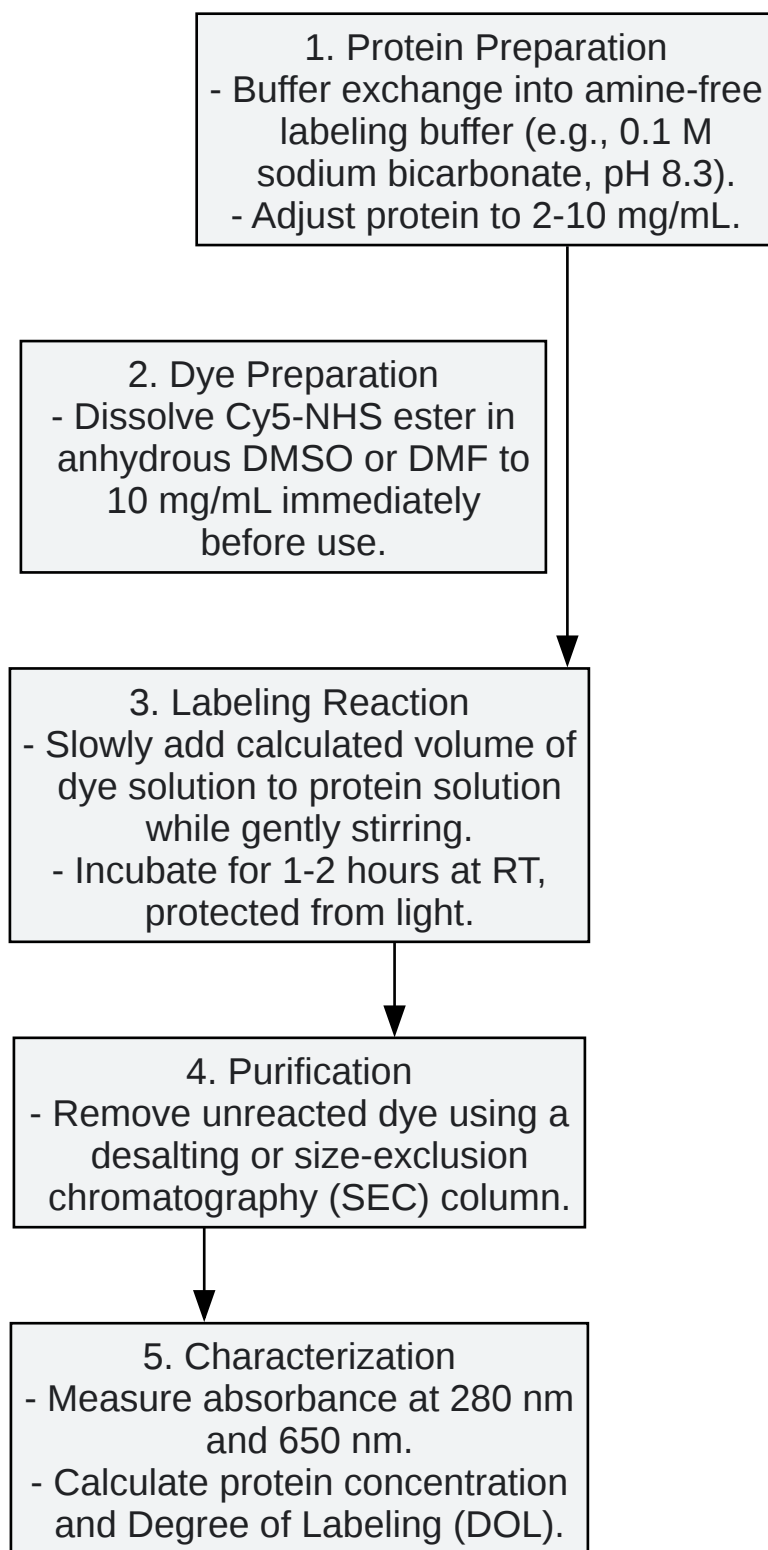 1. Protein Preparation
- Buffer exchange into amine-free
labeling buffer (e.g., 0.1 M
sodium bicarbonate, pH 8.3).
- Adjust protein to 2-10 mg/mL.
2. Dye Preparation
- Dissolve Cy5-NHS ester in
anhydrous DMSO or DMF to
10 mg/mL immediately
before use.
3. Labeling Reaction
- Slowly add calculated volume of
dye solution to protein solution
while gently stirring.
- Incubate for 1-2 hours at RT,
protected from light.
4. Purification
- Remove unreacted dye using a
desalting or size-exclusion
chromatography (SEC) column.
5. Characterization
- Measure absorbance at 280 nm
and 650 nm.
- Calculate protein concentration
and Degree of Labeling (DOL).